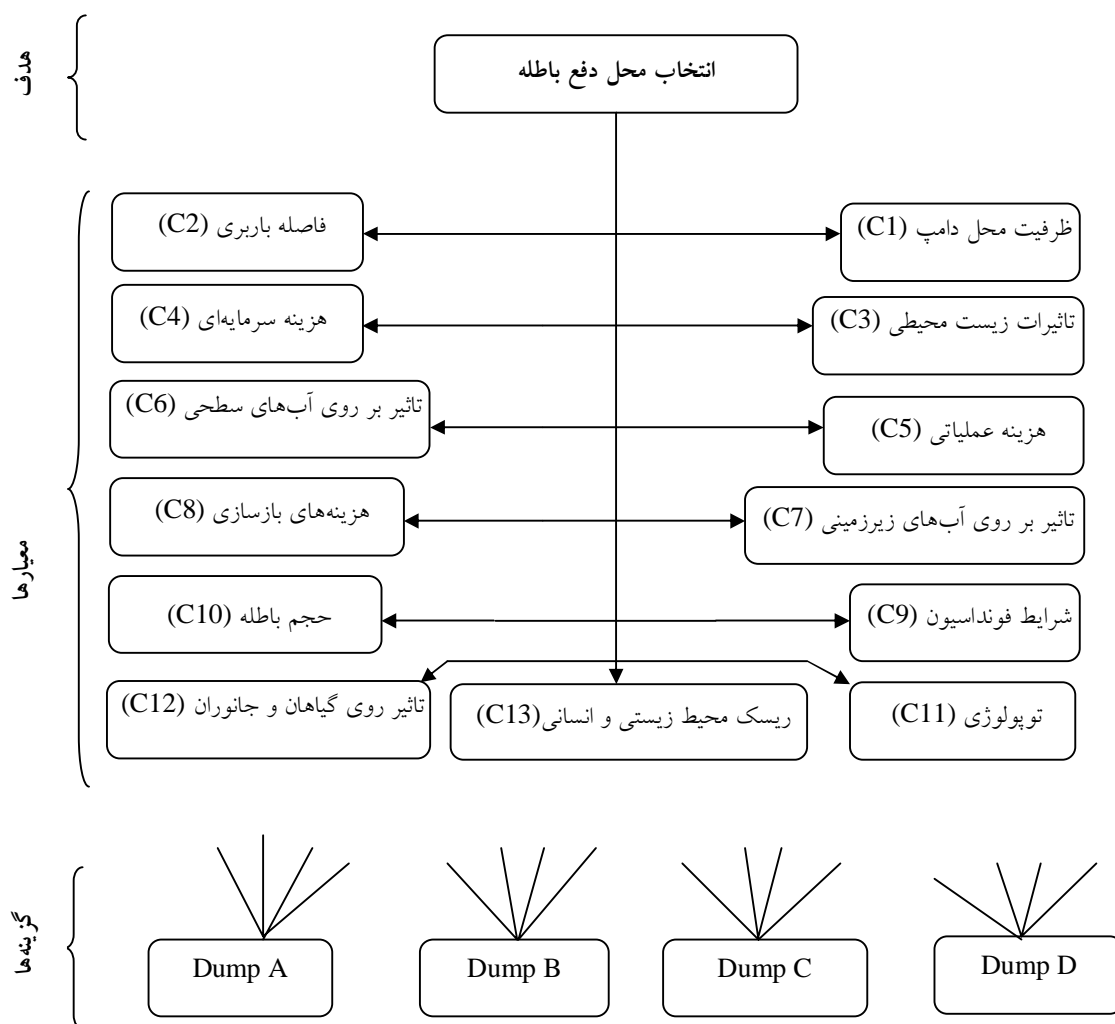 هدف
انتخاب محل دفع باطله
معیارها
ظرفیت محل دامپ (C1)
فاصله باربری (C2)
تاثیرات زیست محیطی (C3)
هزینه سرمایه‌ای (C4)
هزینه عملیاتی (C5)
تاثیر بر روی آب‌های سطحی (C6)
تاثیر بر روی آب‌های زیرزمینی (C7)
هزینه‌های بازسازی (C8)
شرایط فونداسیون (C9)
حجم باطله (C10)
توپولوژی (C11)
ریسک محیط زیستی و انسانی(C13)
تاثیر روی گیاهان و جانوران (C12)
گزینه‌ها
Dump A
Dump B
Dump C
Dump D